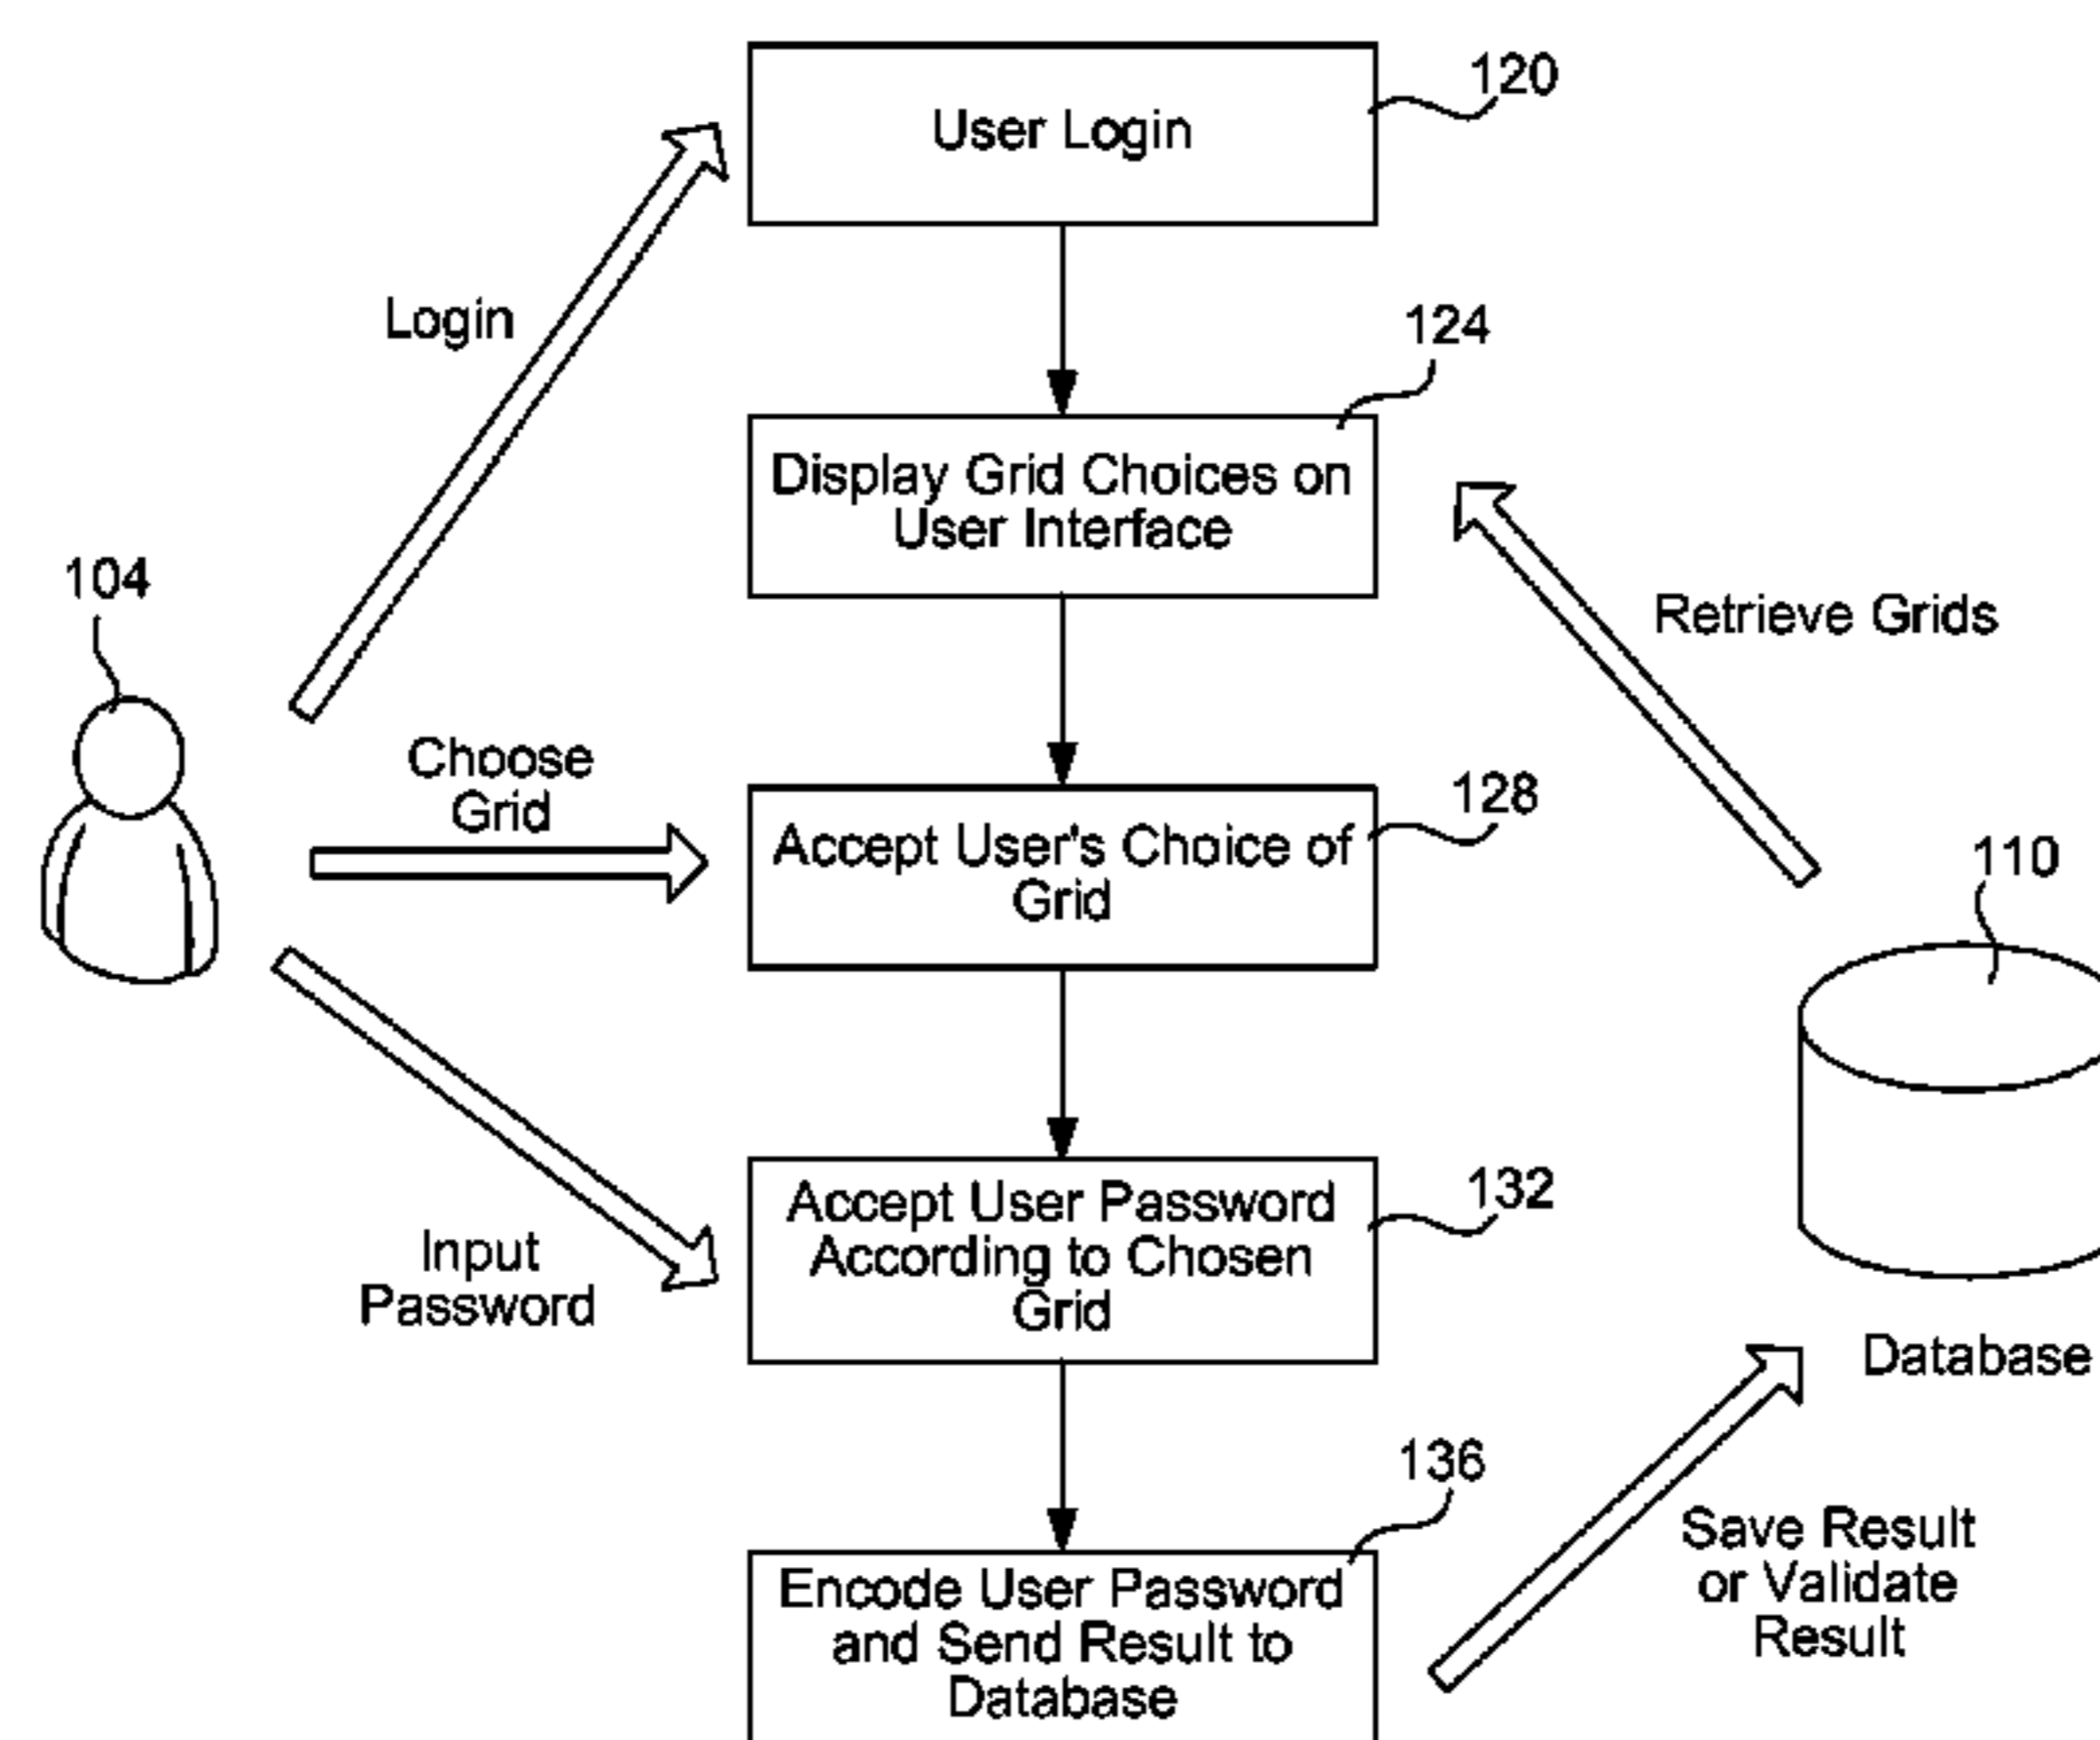 120
User Login
Login
124
Display Grid Choices on
User Interface
104
Retrieve Grids
Choose
Grid
128
Accept User's Choice of
Grid
110
132
Accept User Password
According to Chosen
Grid
Input
Password
Database
136
Encode User Password
and Send Result to
Database
Save Result
or Validate
Result